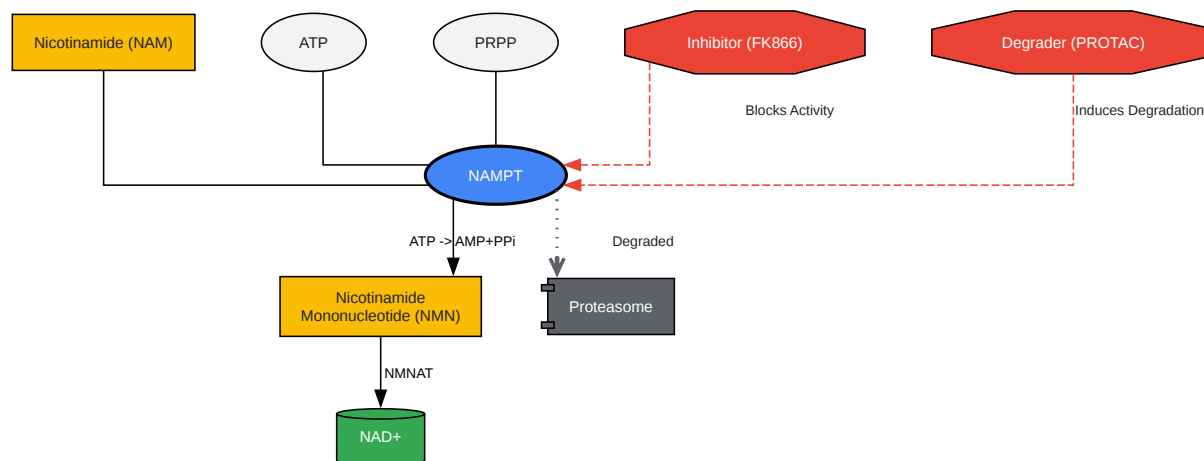 Nicotinamide (NAM)
ATP
PRPP
Inhibitor (FK866)
Degrader (PROTAC)
Blocks Activity
Induces Degradation
NAMPT
ATP -> AMP+PPi
Degraded
Nicotinamide
Mononucleotide (NMN)
Proteasome
NMNAT
NAD+